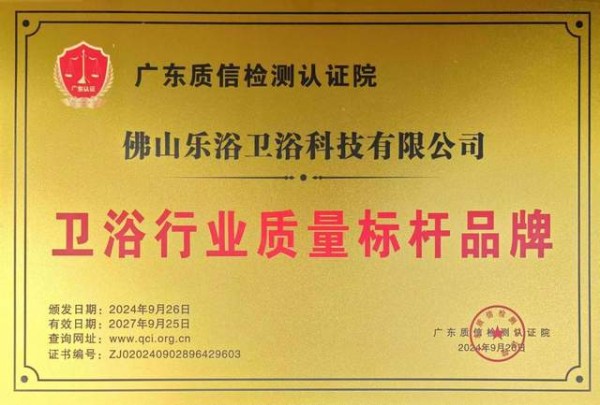 广东认证
广东质信检测认证院
佛山乐浴卫浴科技有限公司
卫浴行业质量标杆品牌
颁发日期：2024年9月26日
有效日期：2027年9月25日
查询网址：www.qci.org.cn
证书编号：ZJ020240902896429603
广东质信检测认证院
2024年9月26日